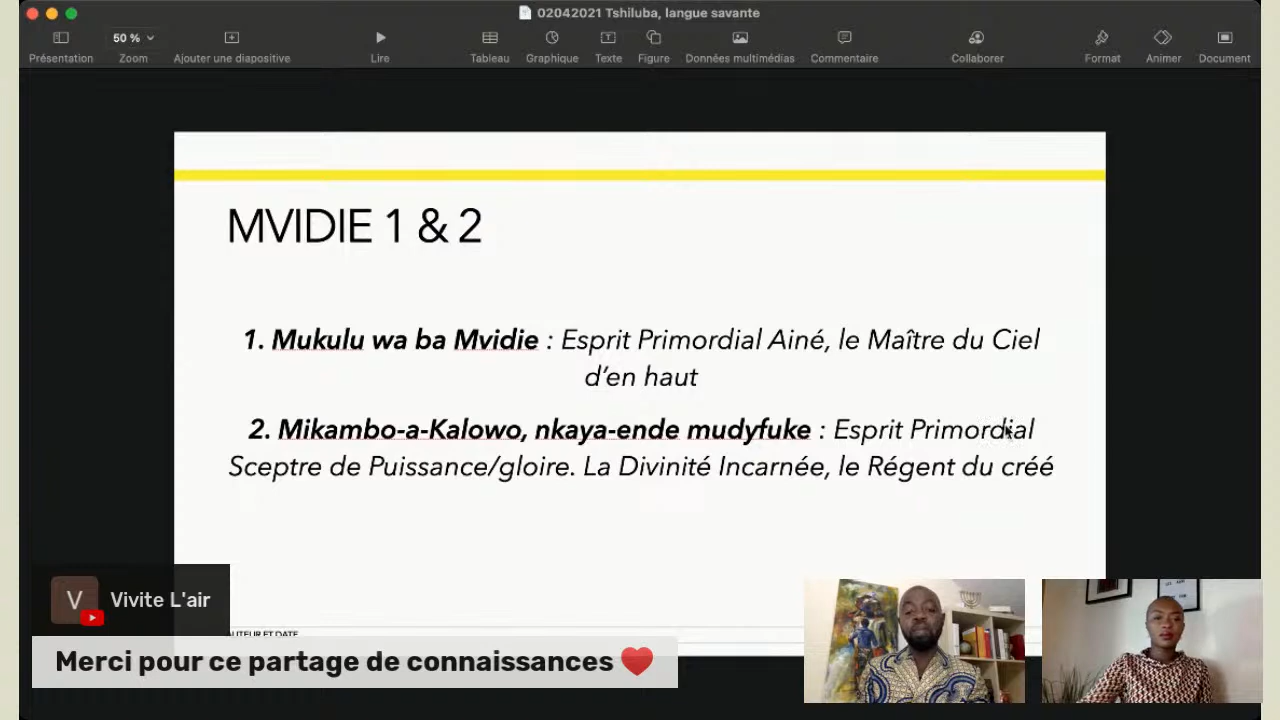 02042021 Tshiluba, langue savante
50 %
Présentation
Zoom
Ajouter une diapositive
Lire
Tableau
Graphique
Texte
Figure
Données multimédias
Commentaire
Collaborer
Format
Animer
Document
MVIDIE 1 & 2
1. Mukulu wa ba Mvidie : Esprit Primordial Ainé, le Maître du Ciel
d’en haut
2. Mikambo-a-Kalowo, nkaya-ende mudyfuke : Esprit Primordial
Sceptre de Puissance/gloire. La Divinité Incarnée, le Régent du créé
V
Vivite L'air
AUTEUR ET DATE
Merci pour ce partage de connaissances ❤️